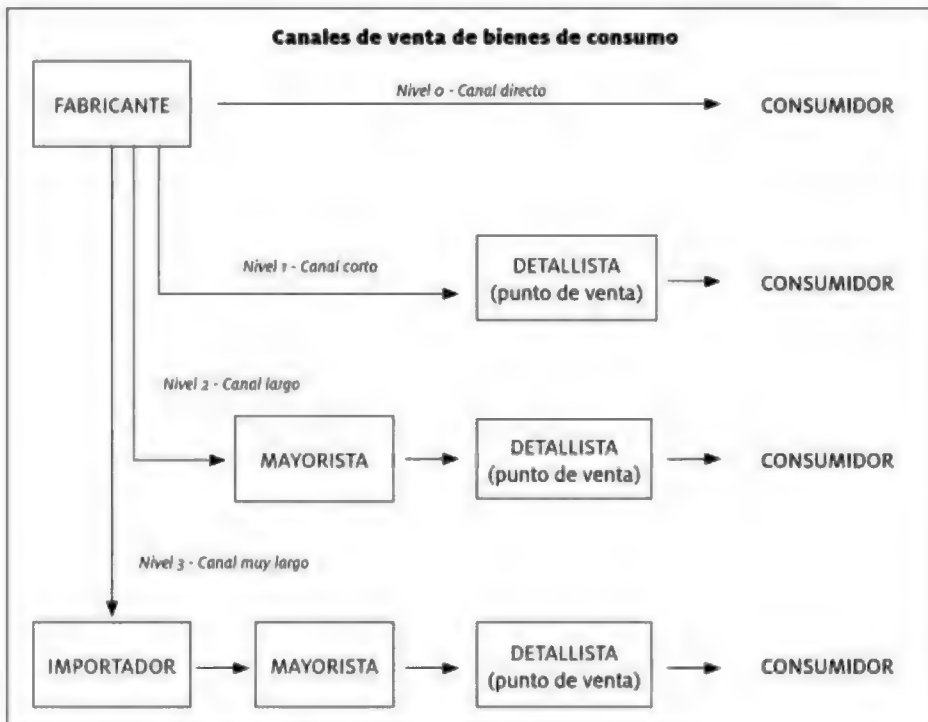 Canales de venta de bienes de consumo
FABRICANTE
Nivel 0 - Canal directo
CONSUMIDOR
Nivel 1 - Canal corto
DETALLISTA
(punto de venta)
CONSUMIDOR
Nivel 2 - Canal largo
MAYORISTA
DETALLISTA
(punto de venta)
CONSUMIDOR
Nivel 3 - Canal muy largo
IMPORTADOR
MAYORISTA
DETALLISTA
(punto de venta)
CONSUMIDOR